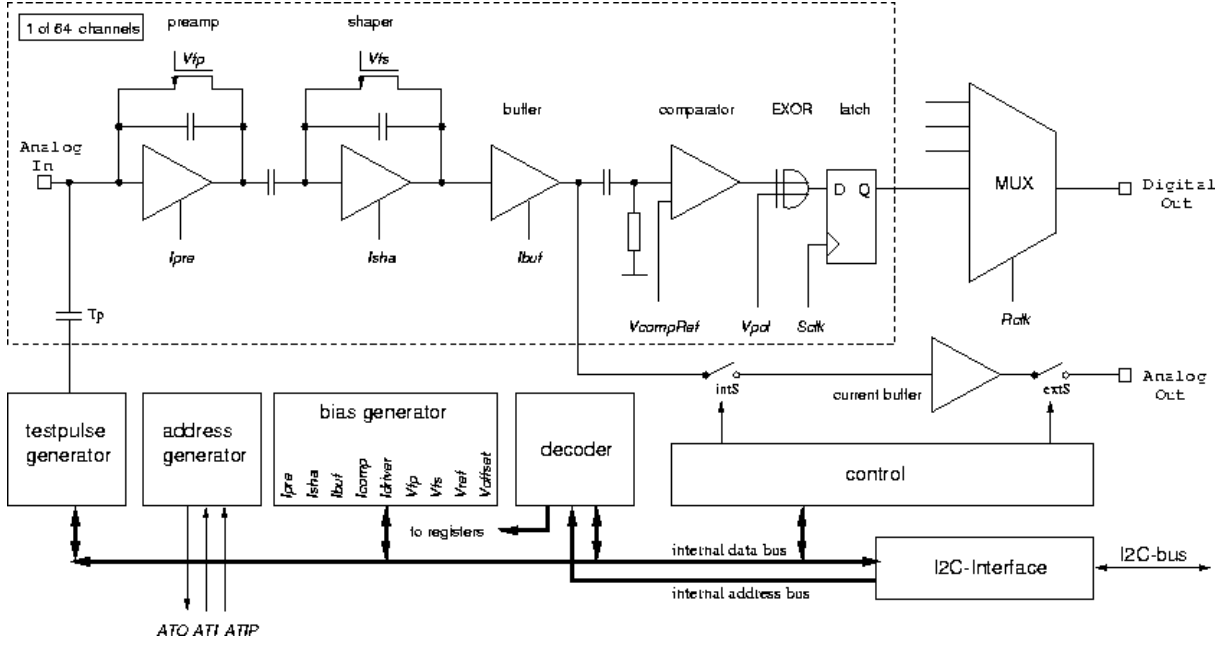 1 of 64 channels
preamp
shaper
Vfp
Vfs
buffer
comparator
EXOR
latch
Analog
In
D Q
MUX
Digital
Out
Ipre
Isha
Ibuf
Tp
VcompRef
Vpol
Sclk
Rclk
intS
current buffer
extS
Analog
Out
testpulse
generator
address
generator
bias generator
Ipre
Isha
Ibuf
Icomp
Idriver
Vfp
Vfs
Vref
Voffset
decoder
control
to registers
internal data bus
I2C-Interface
I2C-bus
internal address bus
ATO ATI ATIP